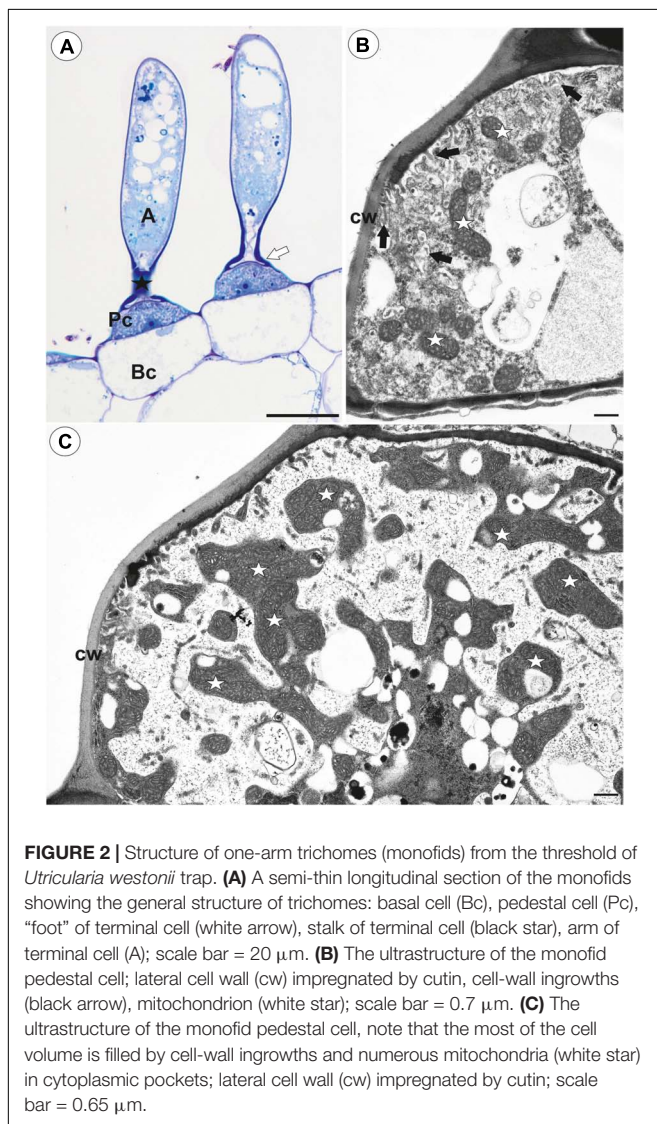 A
B
A
cw
Pc
Bc
C
cw
FIGURE 2 | Structure of one-arm trichomes (monofids) from the threshold of
Utricularia westonii trap. (A) A semi-thin longitudinal section of the monofids
showing the general structure of trichomes: basal cell (Bc), pedestal cell (Pc),
“foot” of terminal cell (white arrow), stalk of terminal cell (black star), arm of
terminal cell (A); scale bar = 20 μm. (B) The ultrastructure of the monofid
pedestal cell; lateral cell wall (cw) impregnated by cutin, cell-wall ingrowths
(black arrow), mitochondrion (white star); scale bar = 0.7 μm. (C) The
ultrastructure of the monofid pedestal cell, note that the most of the cell
volume is filled by cell-wall ingrowths and numerous mitochondria (white star)
in cytoplasmic pockets; lateral cell wall (cw) impregnated by cutin; scale
bar = 0.65 μm.